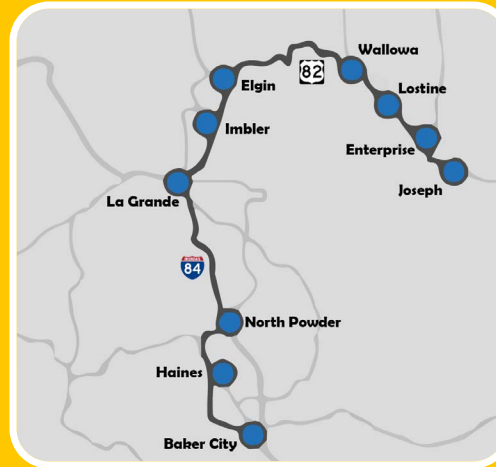 Wallowa
82
Elgin
Lostine
Imbler
Enterprise
Joseph
La Grande
84
North Powder
Haines
Baker City